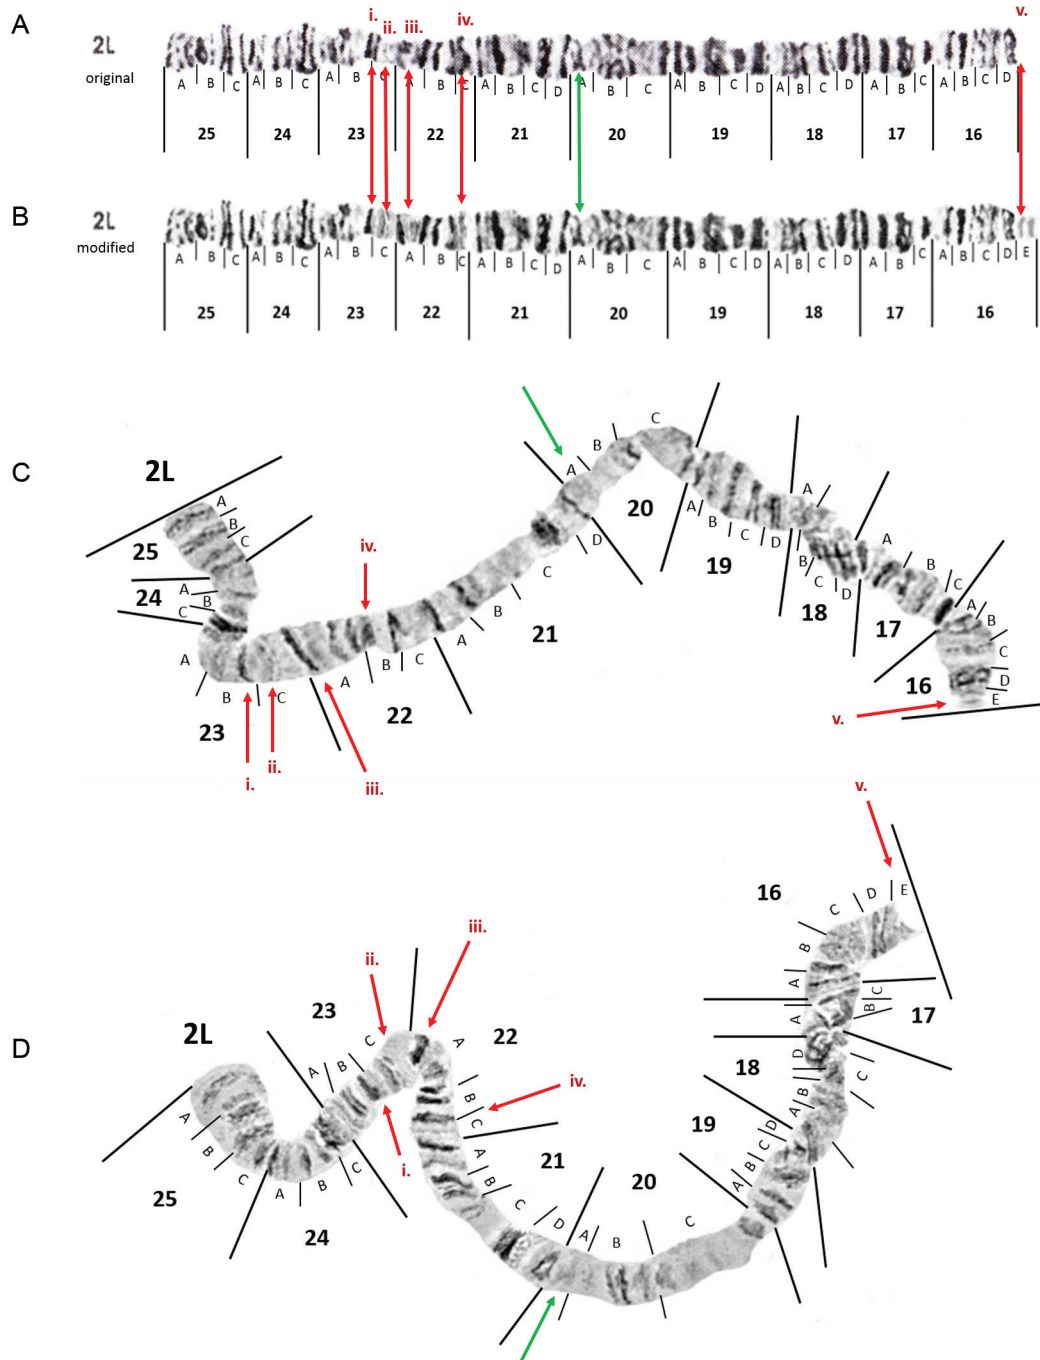 A
2L
original
i.
ii.
iii.
iv.
v.
A B C A B C A B C A B C A B C D A B C A B C D A B C D A B C A B C D
25 24 23 22 21 20 19 18 17 16
B
2L
modified
A B C A B C A B C A B C A B C D A B C A B C D A B C D A B C A B C D E
25 24 23 22 21 20 19 18 17 16
C
2L
25
A
B
C
24
A
B
C
23
A
B
C
i.
ii.
iii.
iv.
22
A
B
C
21
A
B
C
D
20
A
B
C
19
A
B
C
D
18
A
B
C
D
17
A
B
C
16
A
B
C
D
E
v.
D
2L
25
A
B
C
24
A
B
C
23
A
B
C
i.
ii.
iii.
iv.
22
A
B
C
21
A
B
C
D
20
A
B
C
19
A
B
C
D
18
A
B
C
D
17
A
B
C
16
A
B
C
D
E
v.